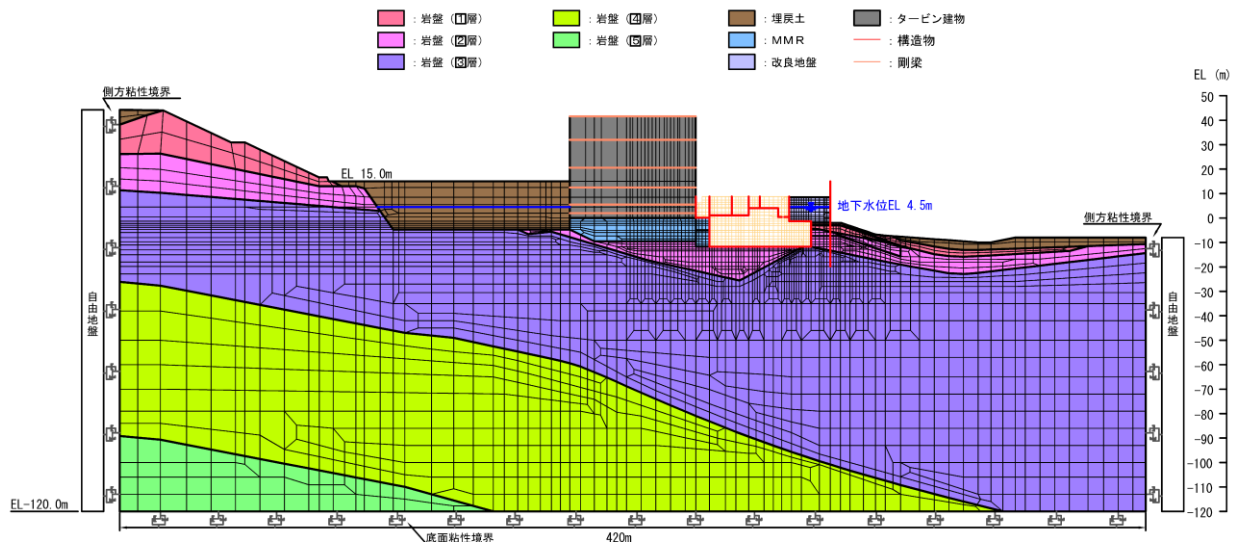 ：岩盤（①層）
：岩盤（②層）
：岩盤（③層）
：岩盤（④層）
：岩盤（⑤層）
：埋戻土
：ＭＭＲ
：改良地盤
：タービン建物
：構造物
：剛梁
EL (m)
側方粘性境界
EL 15.0m
地下水位EL 4.5m
側方粘性境界
自由地盤
自由地盤
50
40
30
20
10
0
-10
-20
-30
-40
-50
-60
-70
-80
-90
-100
-110
-120
EL-120.0m
底面粘性境界
420m